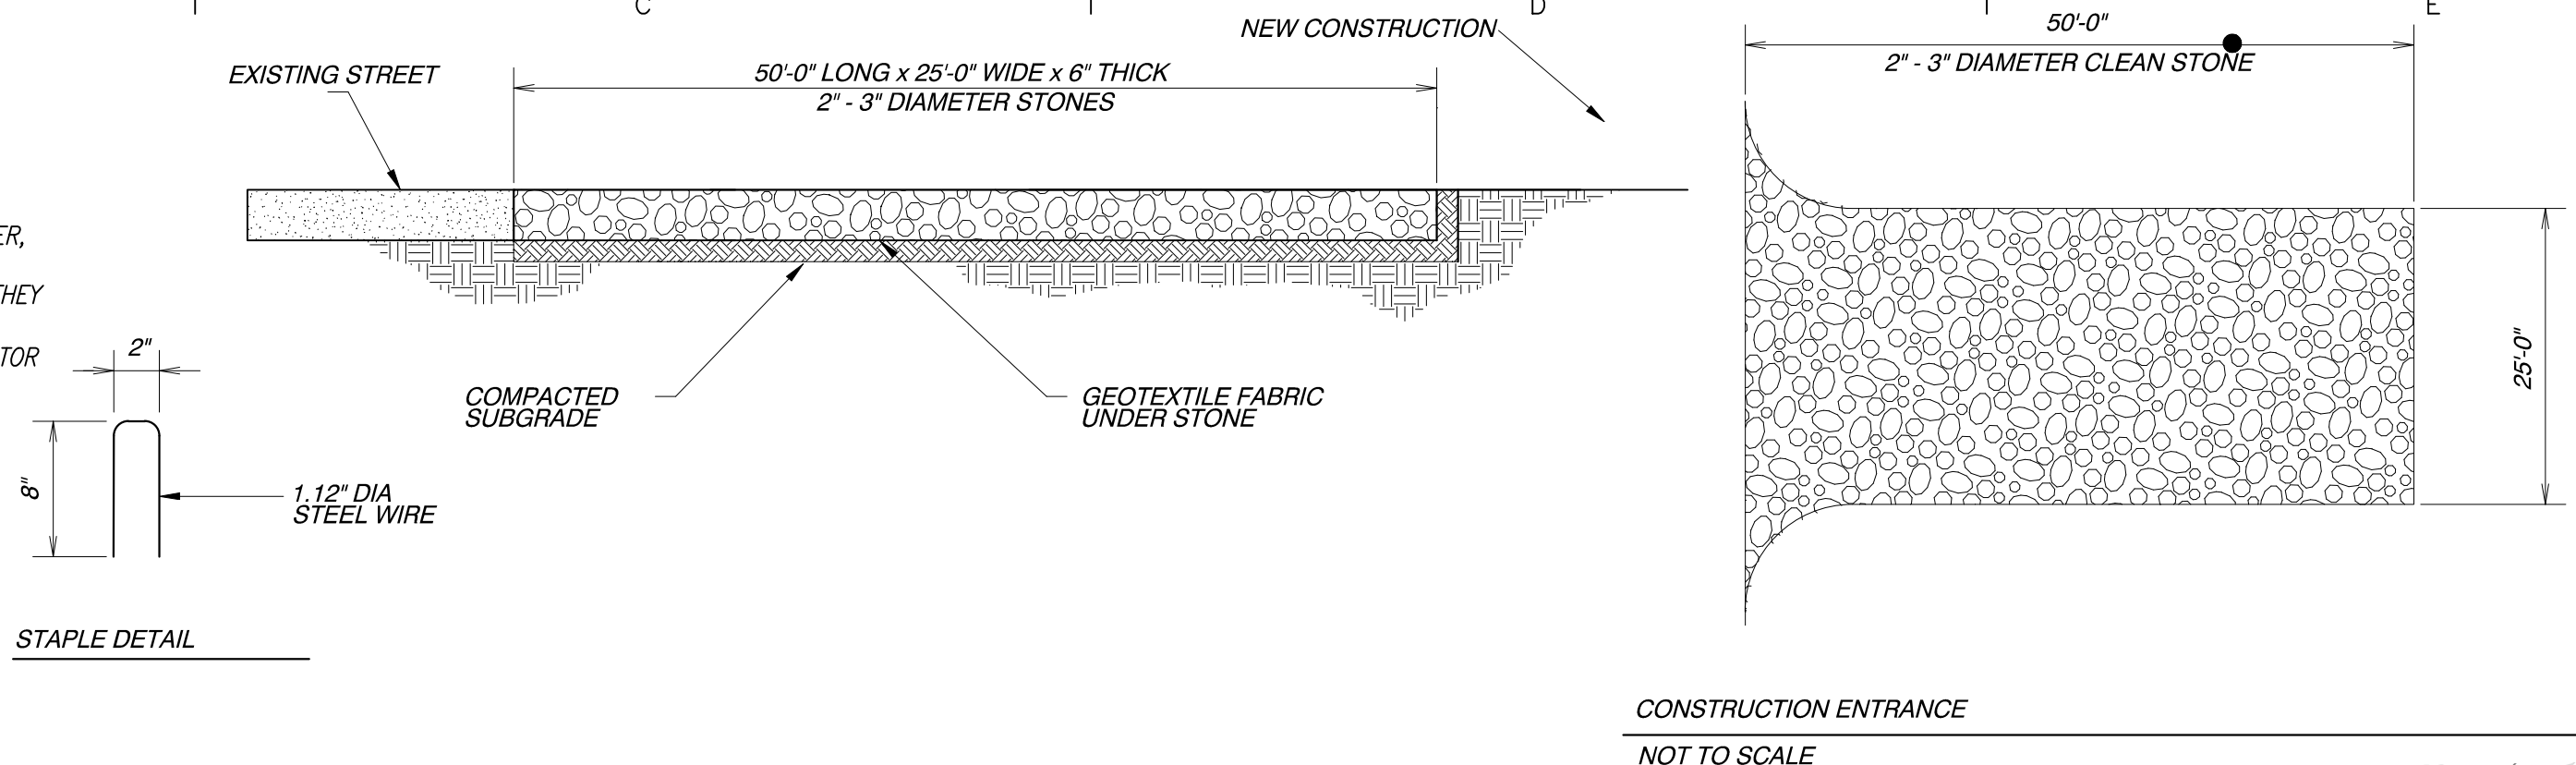 C
D
E
NEW CONSTRUCTION
50'-0"
EXISTING STREET
50'-0" LONG x 25'-0" WIDE x 6" THICK
2" - 3" DIAMETER STONES
2" - 3" DIAMETER CLEAN STONE
ER,
THEY
TOR
2"
8"
1.12" DIA
STEEL WIRE
COMPACTED
SUBGRADE
GEOTEXTILE FABRIC
UNDER STONE
25'-0"
STAPLE DETAIL
CONSTRUCTION ENTRANCE
NOT TO SCALE